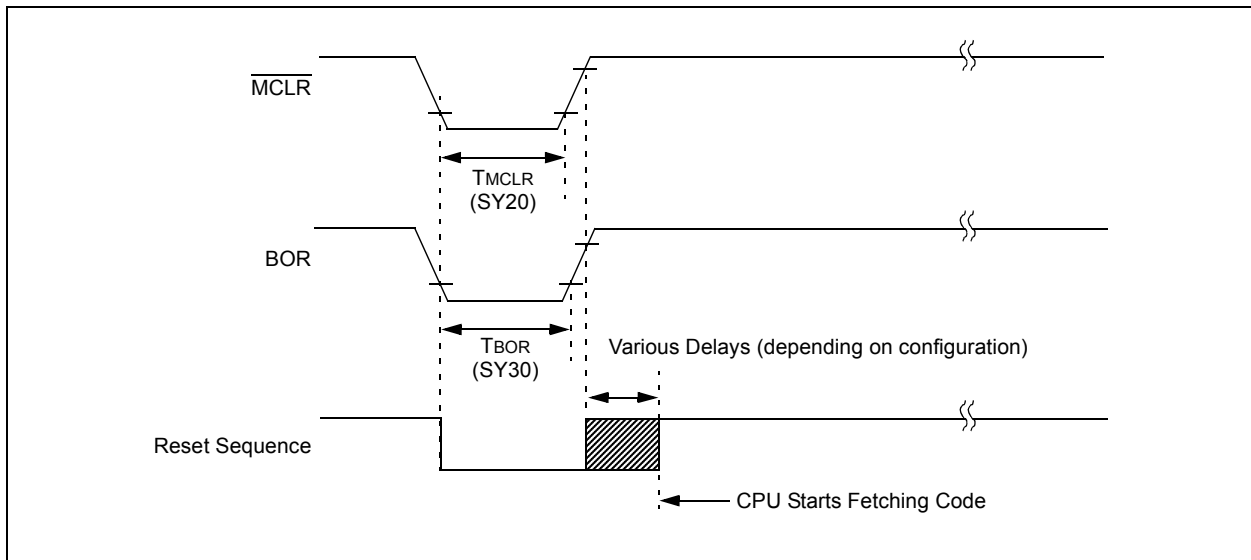 MCLR
TMCLR
(SY20)
BOR
TBOR
(SY30)
Various Delays (depending on configuration)
Reset Sequence
CPU Starts Fetching Code